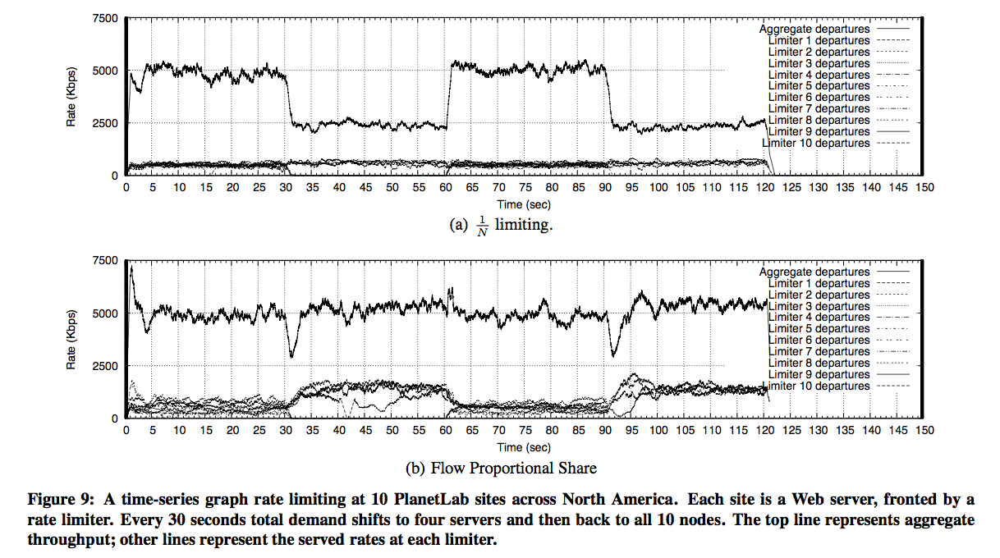 7500
5000
2500
0
Rate (Kbps)
Aggregate departures
Limiter 1 departures
Limiter 2 departures
Limiter 3 departures
Limiter 4 departures
Limiter 5 departures
Limiter 6 departures
Limiter 7 departures
Limiter 8 departures
Limiter 9 departures
Limiter 10 departures
0 5 10 15 20 25 30 35 40 45 50 55 60 65 70 75 80 85 90 95 100 105 110 115 120 125 130 135 140 145 150
Time (sec)
(a) 1/N limiting.
7500
5000
2500
0
Rate (Kbps)
Aggregate departures
Limiter 1 departures
Limiter 2 departures
Limiter 3 departures
Limiter 4 departures
Limiter 5 departures
Limiter 6 departures
Limiter 7 departures
Limiter 8 departures
Limiter 9 departures
Limiter 10 departures
0 5 10 15 20 25 30 35 40 45 50 55 60 65 70 75 80 85 90 95 100 105 110 115 120 125 130 135 140 145 150
Time (sec)
(b) Flow Proportional Share
Figure 9: A time-series graph rate limiting at 10 PlanetLab sites across North America. Each site is a Web server, fronted by a
rate limiter. Every 30 seconds total demand shifts to four servers and then back to all 10 nodes. The top line represents aggregate
throughput; other lines represent the served rates at each limiter.